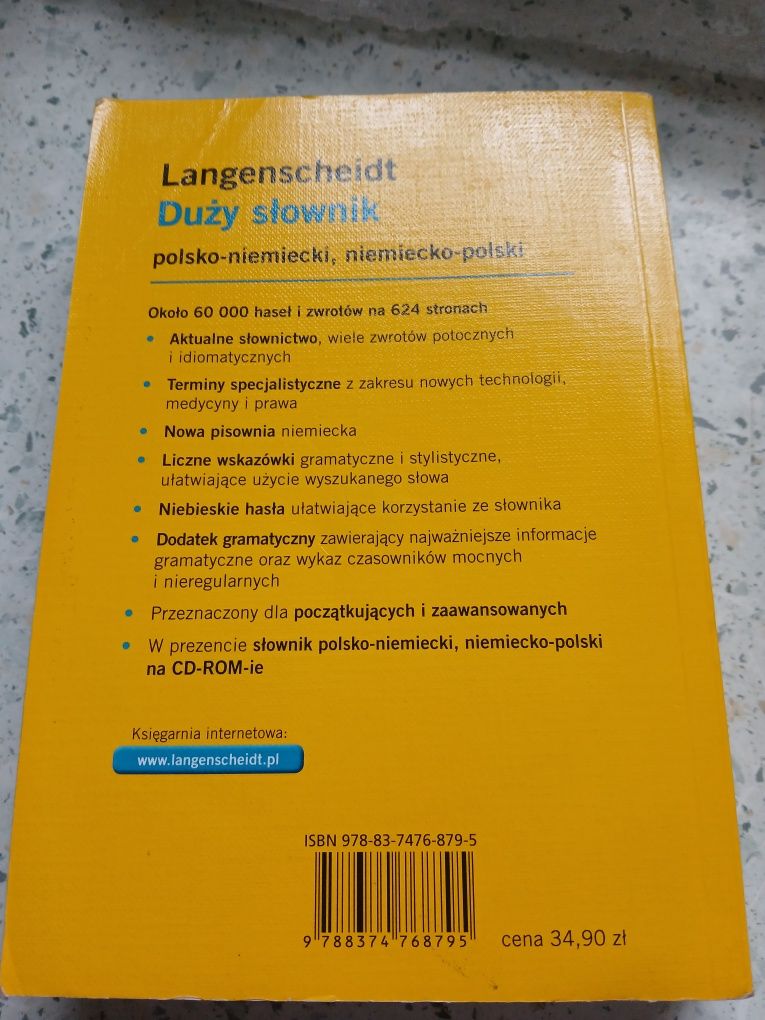 Langenscheidt
Duży słownik
polsko-niemiecki, niemiecko-polski
Około 60 000 haseł i zwrotów na 624 stronach
• Aktualne słownictwo, wiele zwrotów potocznych
i idiomatycznych
• Terminy specjalistyczne z zakresu nowych technologii,
medycyny i prawa
• Nowa pisownia niemiecka
• Liczne wskazówki gramatyczne i stylistyczne,
ułatwiające użycie wyszukanego słowa
• Niebieskie hasła ułatwiające korzystanie ze słownika
• Dodatek gramatyczny zawierający najważniejsze informacje
gramatyczne oraz wykaz czasowników mocnych
i nieregularnych
• Przeznaczony dla początkujących i zaawansowanych
• W prezencie słownik polsko-niemiecki, niemiecko-polski
na CD-ROM-ie
Księgarnia internetowa:
www.langenscheidt.pl
ISBN 978-83-7476-879-5
9 788374 768795
cena 34,90 zł